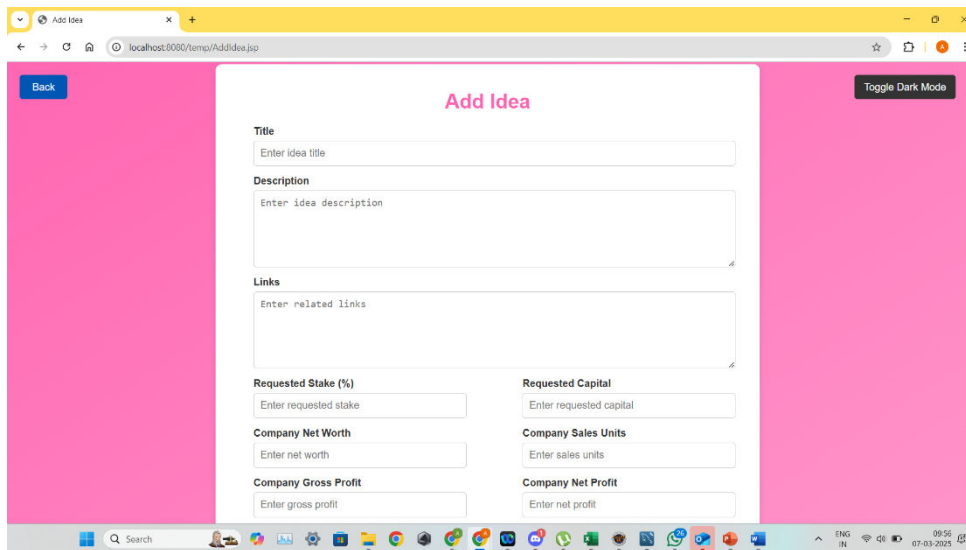 Add Idea
localhost:8080/temp/AddIdea.jsp
A
Back
Toggle Dark Mode
Add Idea
Title
Enter idea title
Description
Enter idea description
Links
Enter related links
Requested Stake (%)
Requested Capital
Enter requested stake
Enter requested capital
Company Net Worth
Company Sales Units
Enter net worth
Enter sales units
Company Gross Profit
Company Net Profit
Enter gross profit
Enter net profit
Search
ENG
IN
09:56
07-03-2025